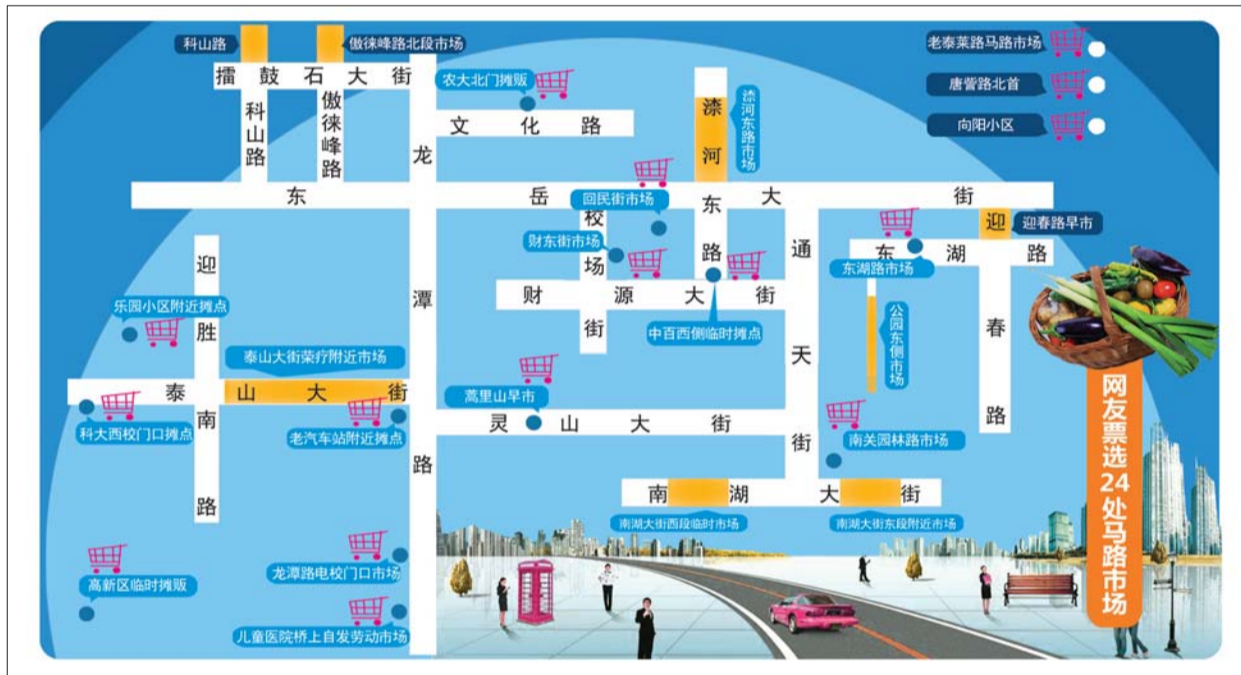 科山路
傲徕峰路北段市场
老泰莱路马路市场
擂鼓石大街
农大北门摊贩
唐訾路北首
科山路
傲徕峰路
文化路
滦河东路市场
向阳小区
龙潭路
滦河东路
东岳大街
回民街市场
迎
迎春路早市
校场街
财东街市场
通天街
东湖路
东湖路市场
迎胜南路
财源大街
中百西侧临时摊点
春路
乐园小区附近摊点
公园东侧市场
泰山大街荣疗附近市场
泰山大街
蒿里山早市
科大西校门口摊点
老汽车站附近摊点
灵山大街
南关园林路市场
网友票选24处马路市场
南湖大街
南湖大街西段临时市场
南湖大街东段附近市场
龙潭路电校门口市场
高新区临时摊贩
儿童医院桥上自发劳动市场